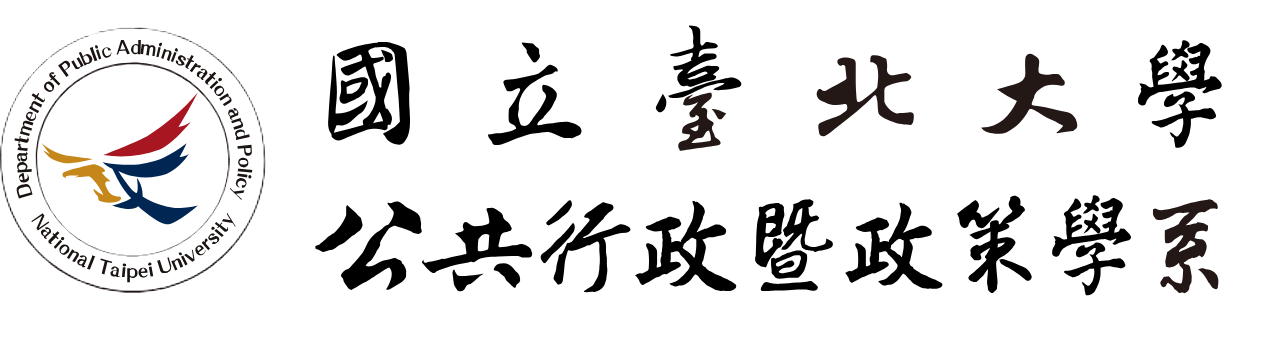 Department of Public Administration and Policy
National Taipei University
國立臺北大學
公共行政暨政策學系